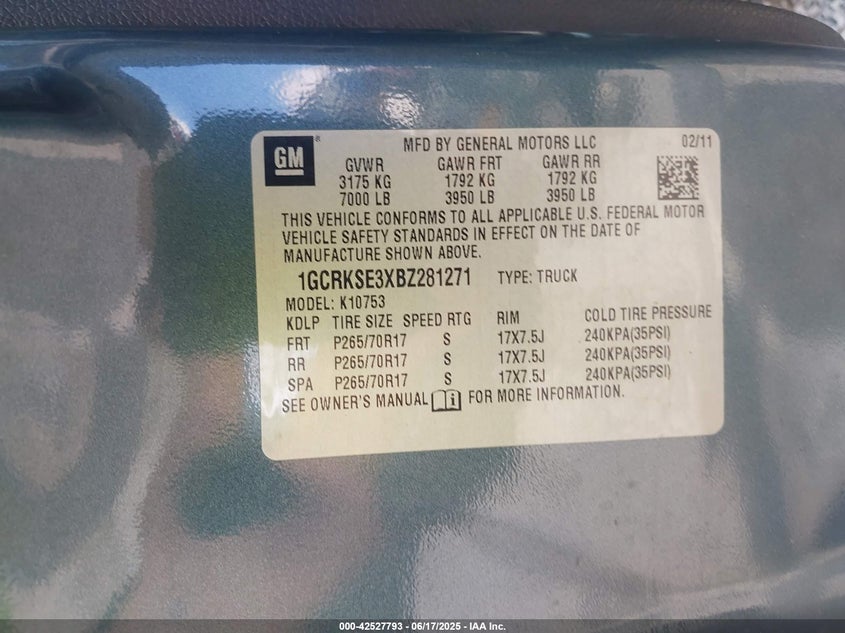 GM ®
MFD BY GENERAL MOTORS LLC 02/11
GVWR GAWR FRT GAWR RR
3175 KG 1792 KG 1792 KG
7000 LB 3950 LB 3950 LB
THIS VEHICLE CONFORMS TO ALL APPLICABLE U.S. FEDERAL MOTOR
VEHICLE SAFETY STANDARDS IN EFFECT ON THE DATE OF
MANUFACTURE SHOWN ABOVE.
1GCRKSE3XBZ281271 TYPE: TRUCK
MODEL: K10753
KDLP TIRE SIZE SPEED RTG RIM COLD TIRE PRESSURE
FRT P265/70R17 S 17X7.5J 240KPA(35PSI)
RR P265/70R17 S 17X7.5J 240KPA(35PSI)
SPA P265/70R17 S 17X7.5J 240KPA(35PSI)
SEE OWNER'S MANUAL i FOR MORE INFORMATION.
000-42527793 - 06/17/2025 - IAA Inc.